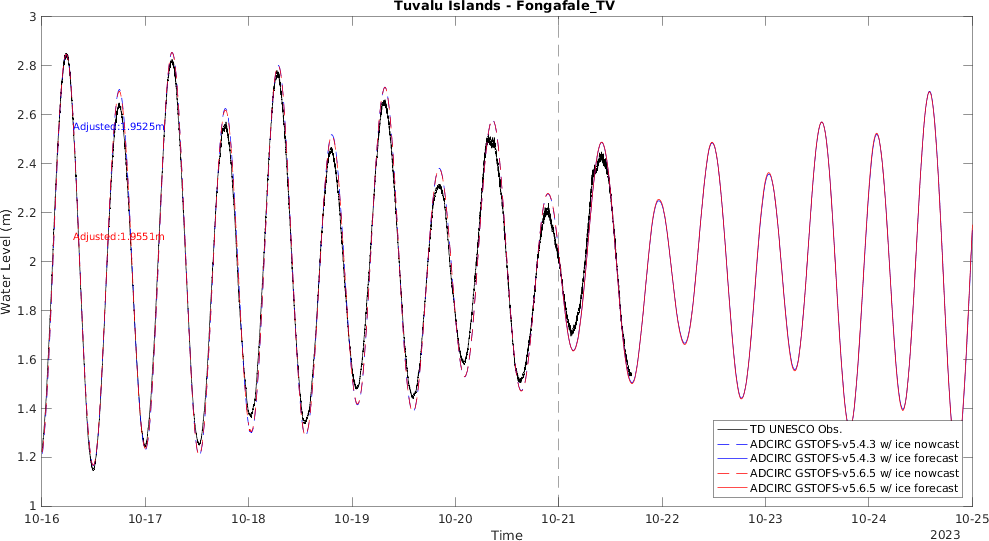 Tuvalu Islands - Fongafale_TV
3
2.8
2.6
2.4
2.2
2
1.8
1.6
1.4
1.2
1
Water Level (m)
Adjusted:1.9525m
Adjusted:1.9551m
TD UNESCO Obs.
ADCIRC GSTOFS-v5.4.3 w/ ice nowcast
ADCIRC GSTOFS-v5.4.3 w/ ice forecast
ADCIRC GSTOFS-v5.6.5 w/ ice nowcast
ADCIRC GSTOFS-v5.6.5 w/ ice forecast
10-16 10-17 10-18 10-19 10-20 10-21 10-22 10-23 10-24 10-25
Time
2023